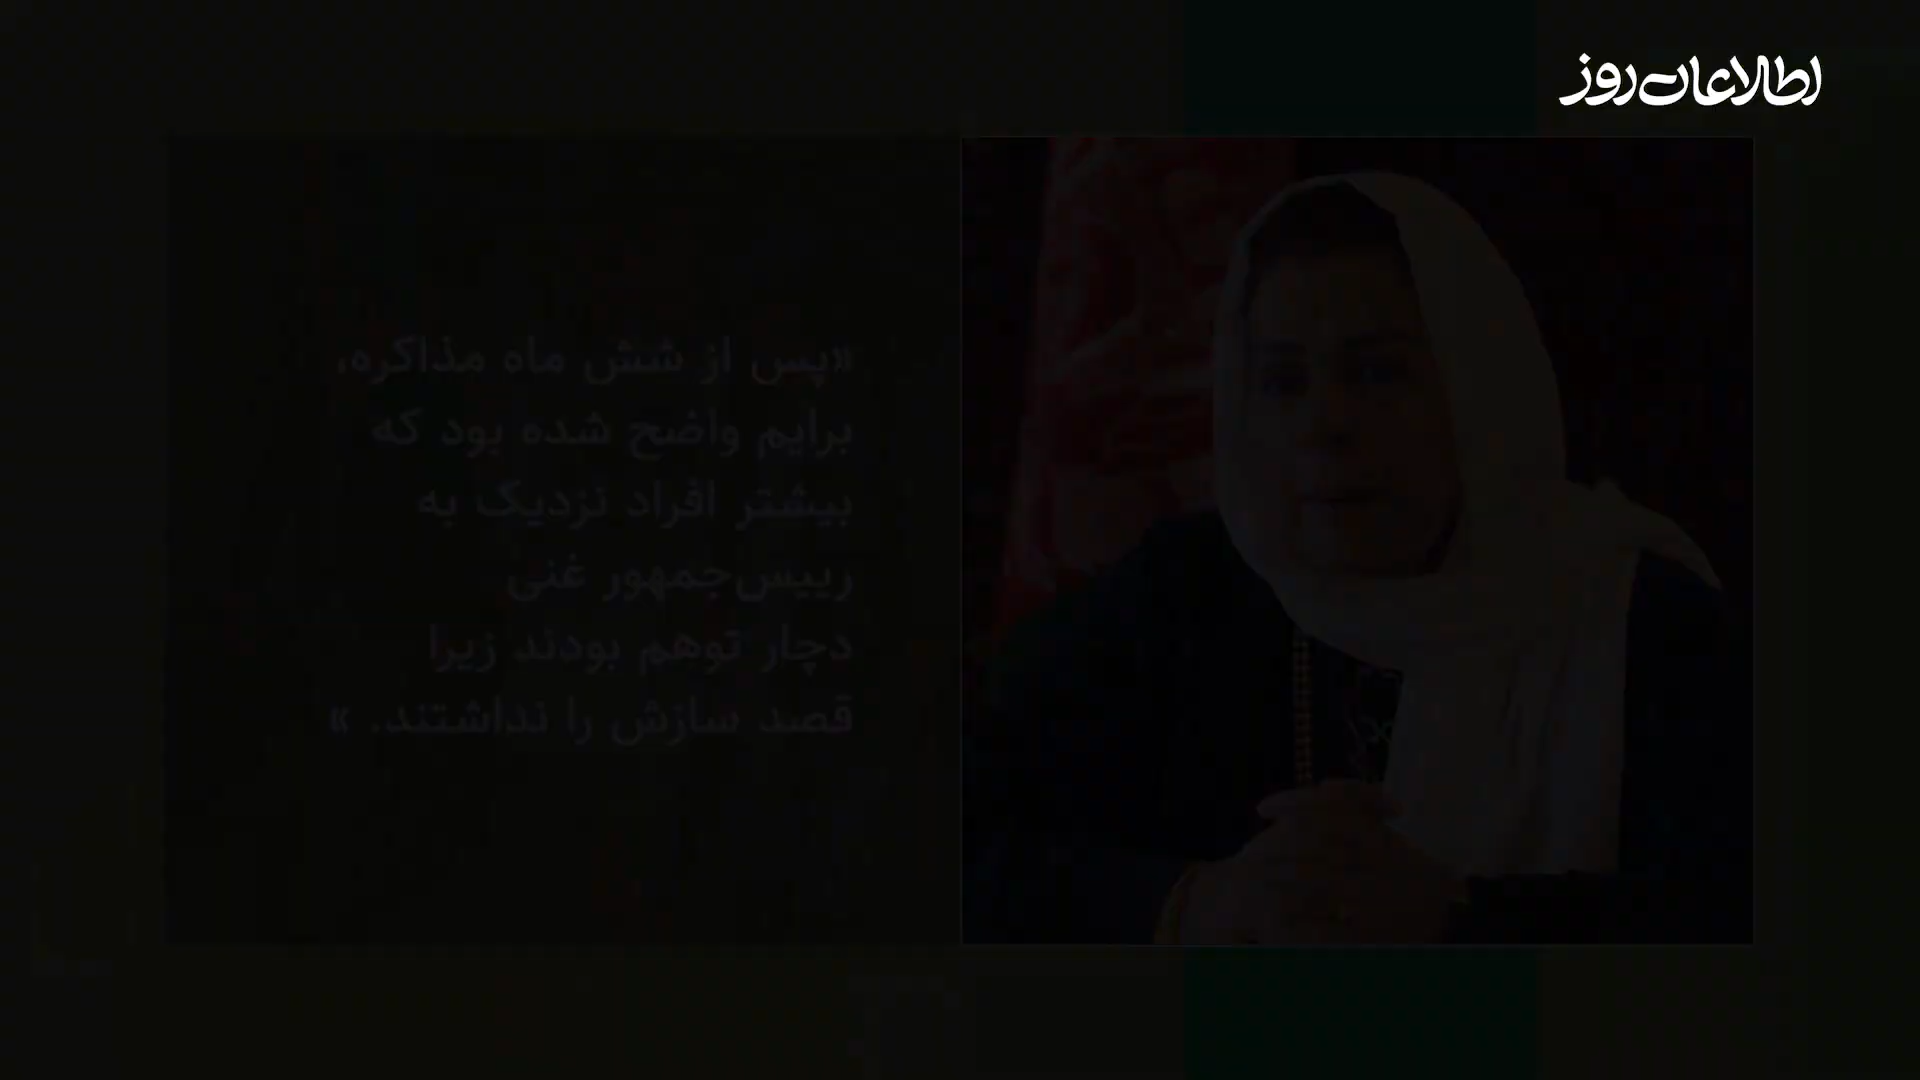 اطلاعات روز
«پس از شش ماه مذاکره،
برایم واضح شده بود که
بیشتر افراد نزدیک به
رییس‌جمهور غنی
دچار توهم بودند زیرا
قصد سازش را نداشتند. »